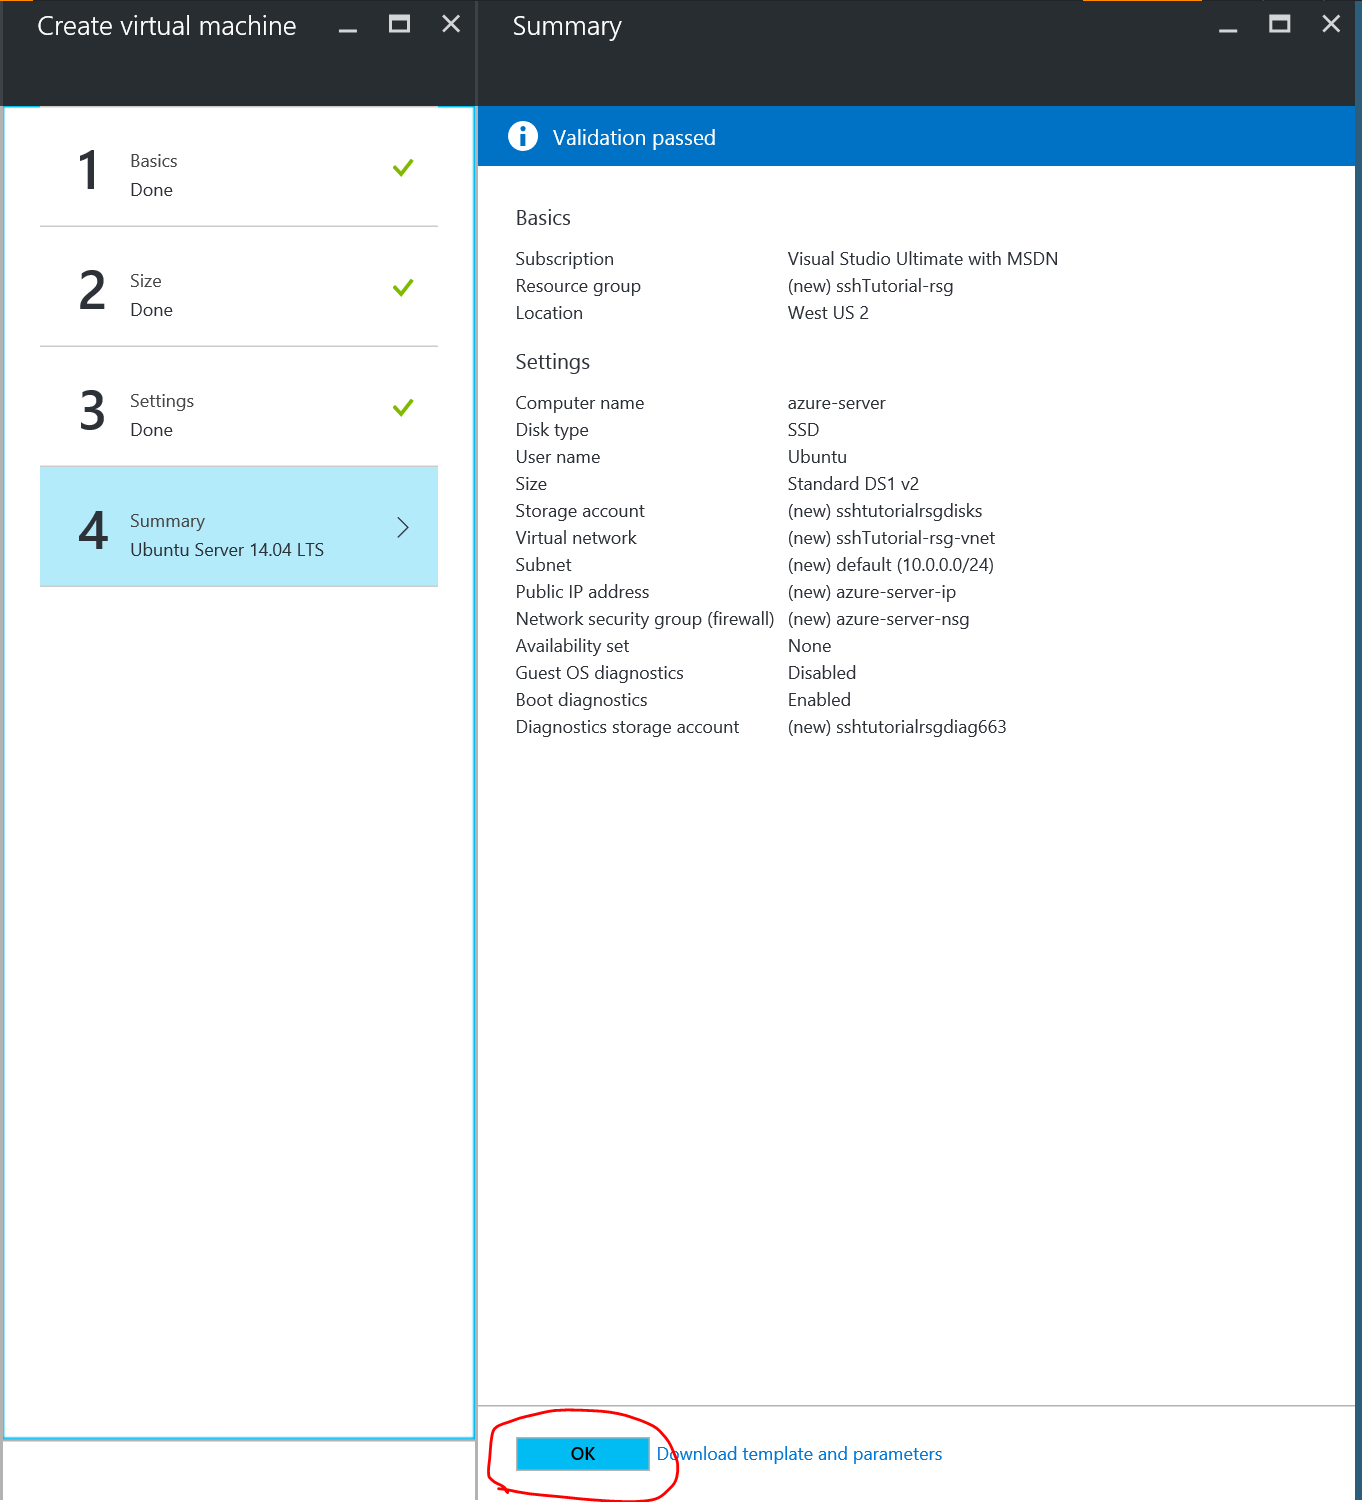 Create virtual machine
1
Basics
Done
2
Size
Done
3
Settings
Done
4
Summary
Ubuntu Server 14.04 LTS
Summary
Validation passed
Basics
Subscription Visual Studio Ultimate with MSDN
Resource group (new) sshTutorial-rsg
Location West US 2
Settings
Computer name azure-server
Disk type SSD
User name Ubuntu
Size Standard DS1 v2
Storage account (new) sshtutorialrsgdisks
Virtual network (new) sshTutorial-rsg-vnet
Subnet (new) default (10.0.0.0/24)
Public IP address (new) azure-server-ip
Network security group (firewall) (new) azure-server-nsg
Availability set None
Guest OS diagnostics Disabled
Boot diagnostics Enabled
Diagnostics storage account (new) sshtutorialrsgdiag663
OK Download template and parameters